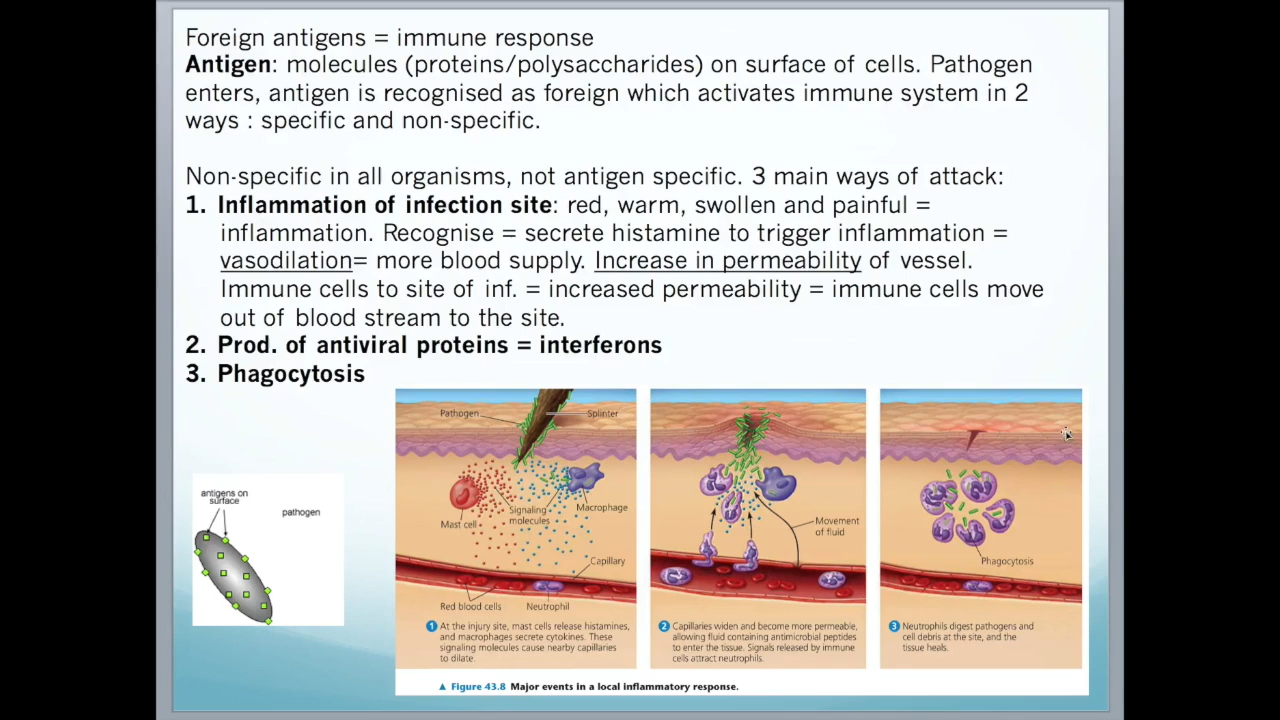 Foreign antigens = immune response
Antigen: molecules (proteins/polysaccharides) on surface of cells. Pathogen
enters, antigen is recognised as foreign which activates immune system in 2
ways : specific and non-specific.
Non-specific in all organisms, not antigen specific. 3 main ways of attack:
1. Inflammation of infection site: red, warm, swollen and painful =
inflammation. Recognise = secrete histamine to trigger inflammation =
vasodilation= more blood supply. Increase in permeability of vessel.
Immune cells to site of inf. = increased permeability = immune cells move
out of blood stream to the site.
2. Prod. of antiviral proteins = interferons
3. Phagocytosis
antigens on
surface
pathogen
Pathogen
Splinter
Mast cell
Signaling
molecules
Macrophage
Capillary
Red blood cells
Neutrophil
1 At the injury site, mast cells release histamines,
and macrophages secrete cytokines. These
signaling molecules cause nearby capillaries
to dilate.
Movement
of fluid
2 Capillaries widen and become more permeable,
allowing fluid containing antimicrobial peptides
to enter the tissue. Signals released by immune
cells attract neutrophils.
Phagocytosis
3 Neutrophils digest pathogens and
cell debris at the site, and the
tissue heals.
▲ Figure 43.8 Major events in a local inflammatory response.